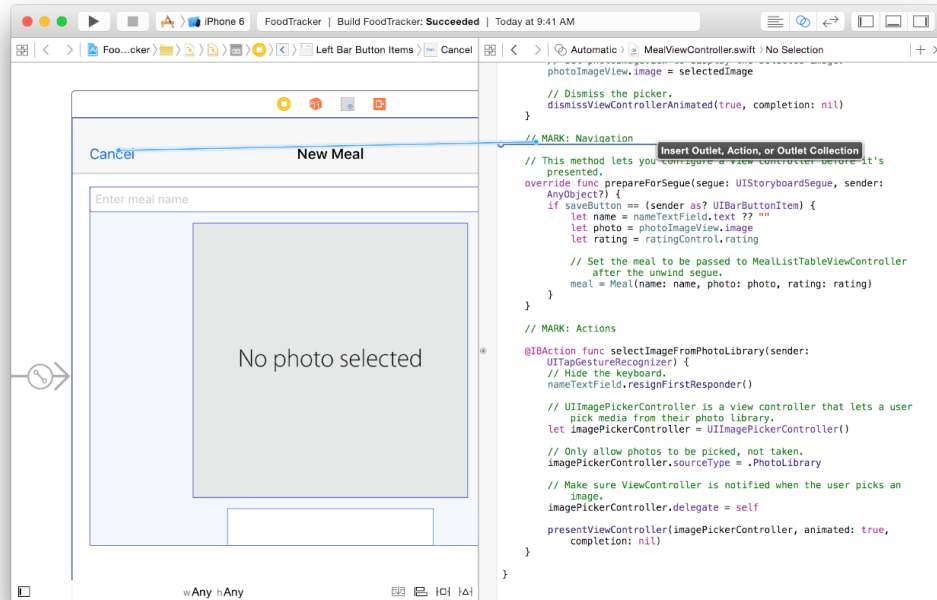 iPhone 6
FoodTracker | Build FoodTracker: Succeeded | Today at 9:41 AM
Foo...cker
Left Bar Button Items
Cancel
Automatic
MealViewController.swift
No Selection
photoImageView.image = selectedImage
// Dismiss the picker.
dismissViewControllerAnimated(true, completion: nil)
}
// MARK: Navigation
Insert Outlet, Action, or Outlet Collection
// This method lets you configure a view controller before it's
presented.
override func prepareForSegue(segue: UIStoryboardSegue, sender:
AnyObject?) {
if saveButton == (sender as? UIBarButtonItem) {
let name = nameTextField.text ?? ""
let photo = photoImageView.image
let rating = ratingControl.rating
// Set the meal to be passed to MealListTableViewController
after the unwind segue.
meal = Meal(name: name, photo: photo, rating: rating)
}
}
// MARK: Actions
@IBAction func selectImageFromPhotoLibrary(sender:
UITapGestureRecognizer) {
// Hide the keyboard.
nameTextField.resignFirstResponder()
// UIImagePickerController is a view controller that lets a user
pick media from their photo library.
let imagePickerController = UIImagePickerController()
// Only allow photos to be picked, not taken.
imagePickerController.sourceType = .PhotoLibrary
// Make sure ViewController is notified when the user picks an
image.
imagePickerController.delegate = self
presentViewController(imagePickerController, animated: true,
completion: nil)
}
}
Cancel
New Meal
Enter meal name
No photo selected
wAny hAny